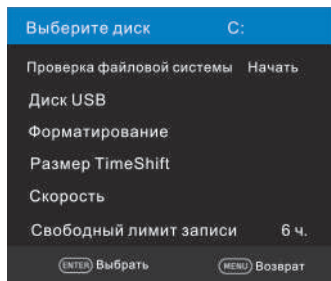 Выберите диск C:
Проверка файловой системы Начать
Диск USB
Форматирование
Размер TimeShift
Скорость
Свободный лимит записи 6 ч.
ENTER Выбрать MENU Возврат